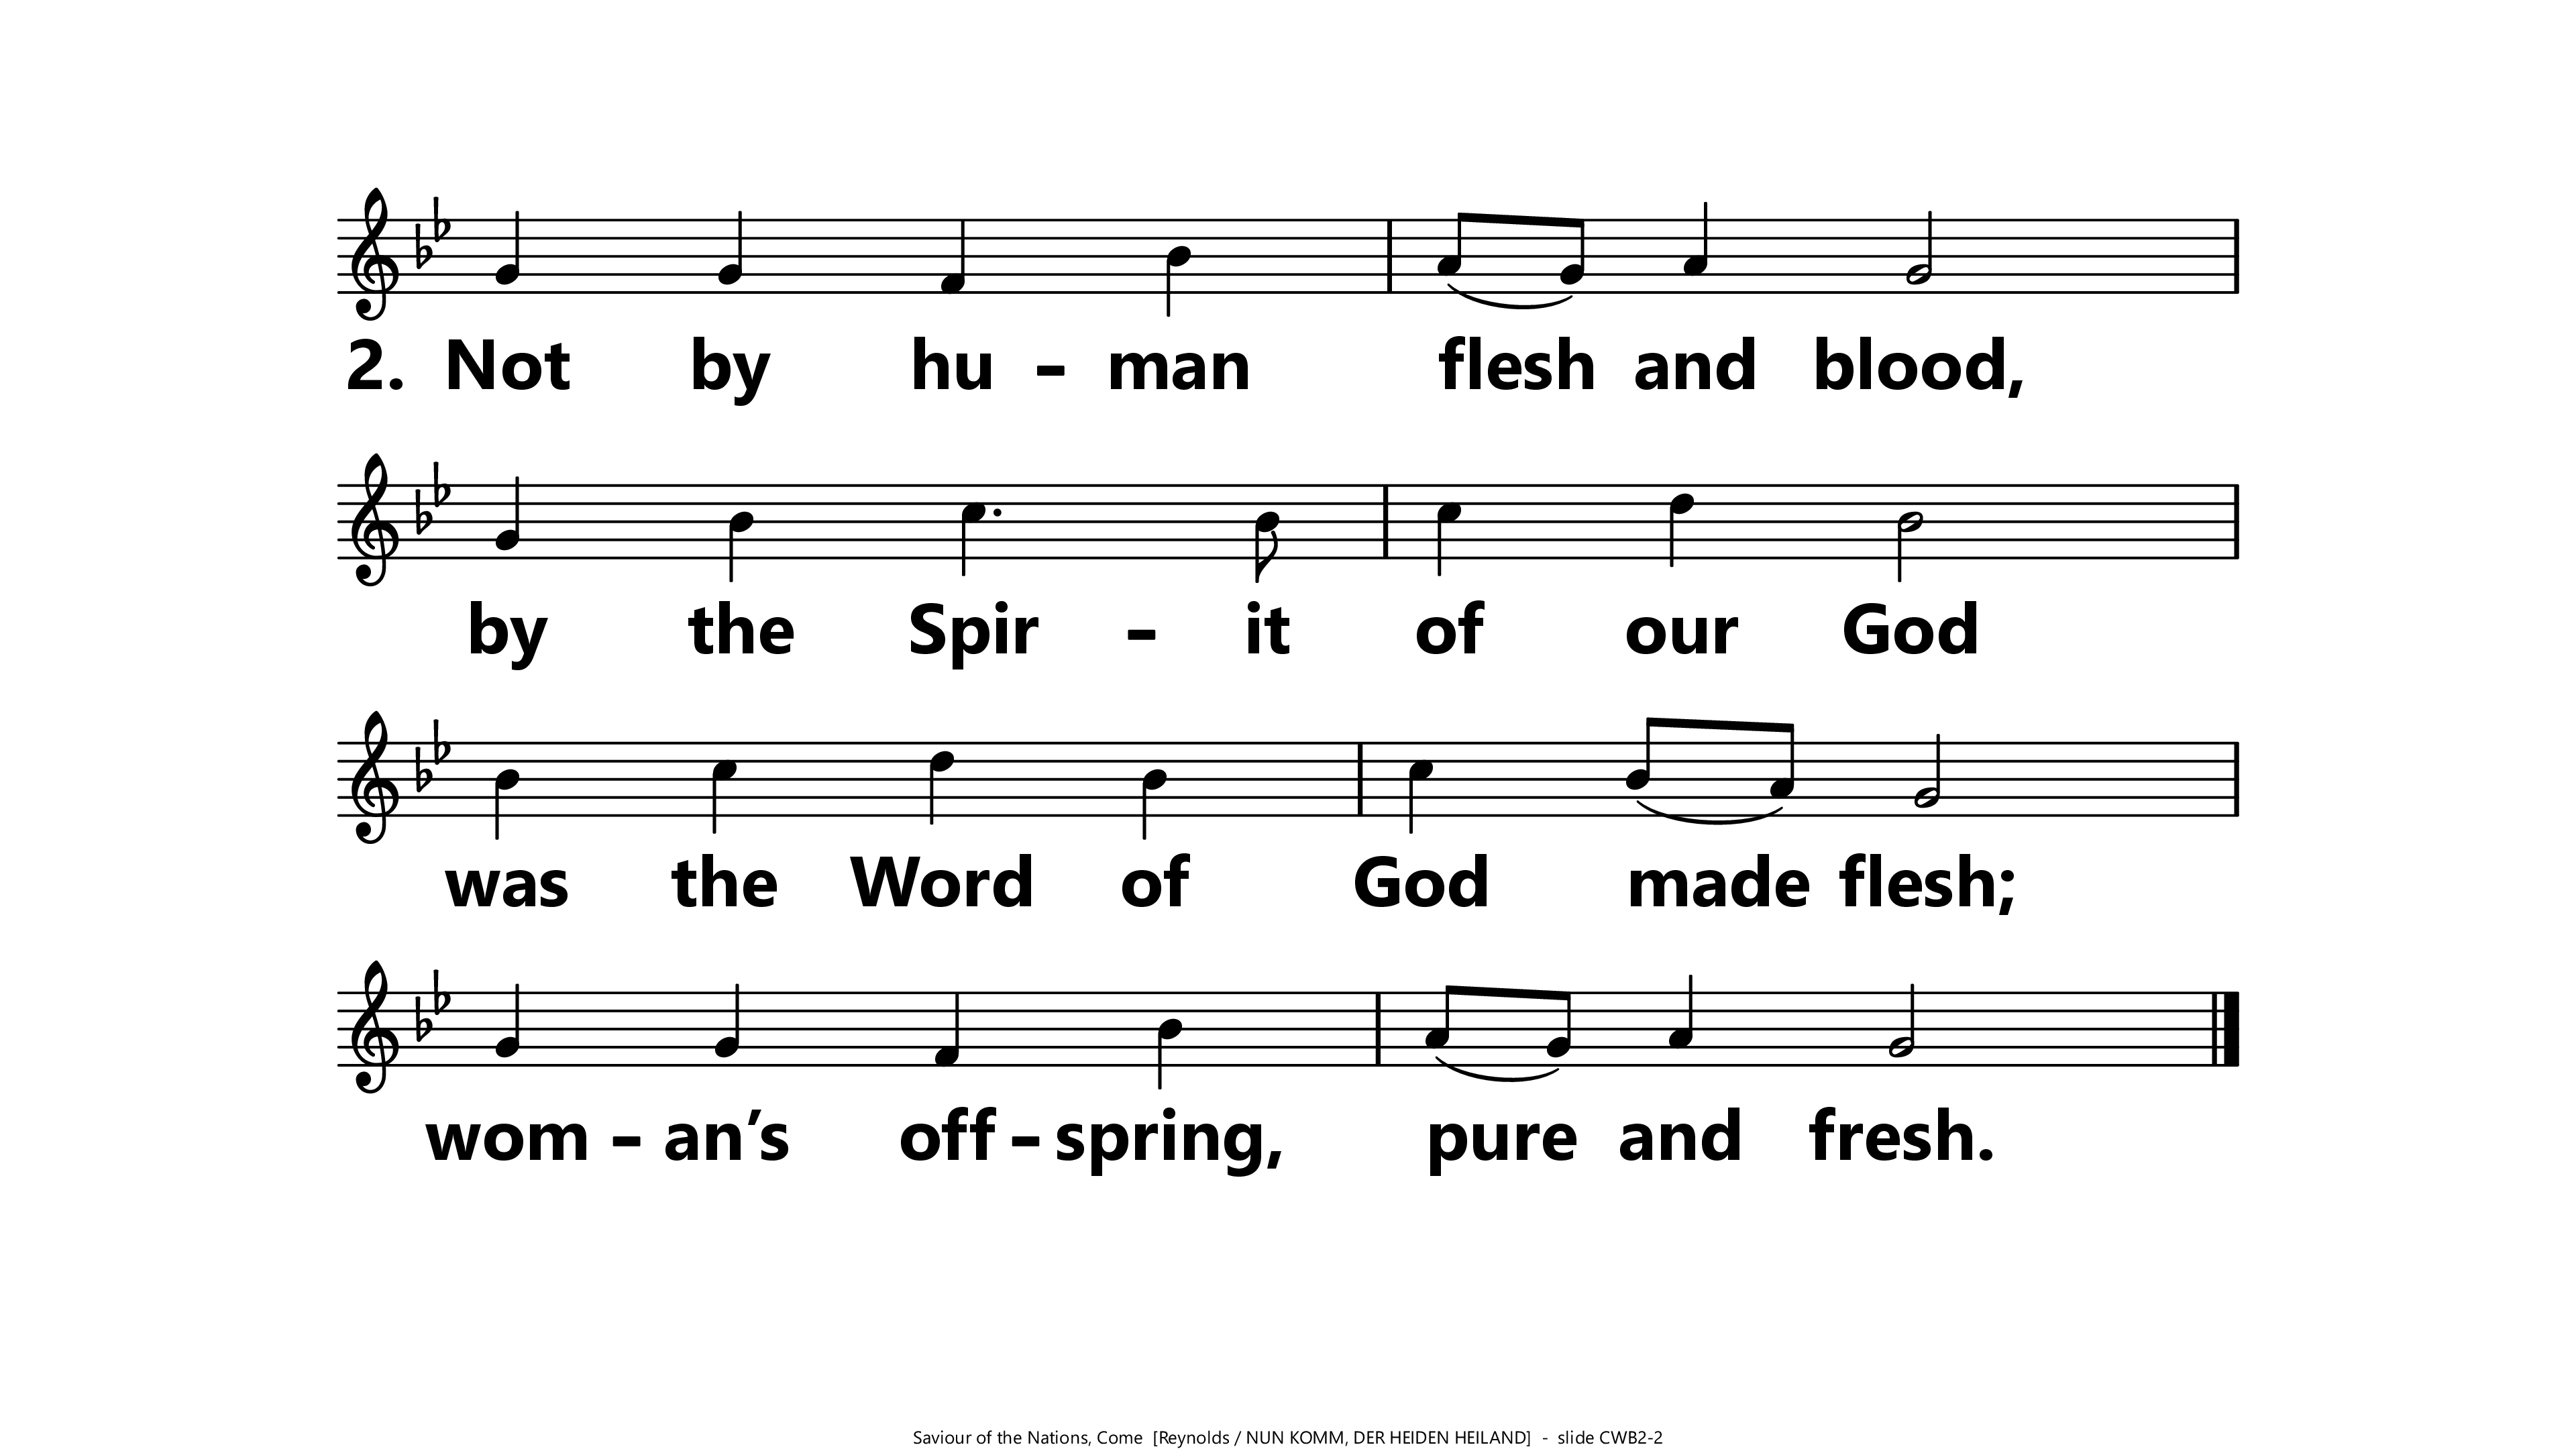 2. Not by hu - man flesh and blood,
by the Spir - it of our God
was the Word of God made flesh;
wom - an’s off - spring, pure and fresh.
Saviour of the Nations, Come [Reynolds / NUN KOMM, DER HEIDEN HEILAND] - slide CWB2-2